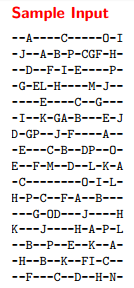 Sample Input
--A----C-----O-I
-J--A-B-P-CGF-H-
--D--F-I-E----P-
-G-EL-H----M-J--
----E----C--G---
-I--K-GA-B---E-J
D-GP--J-F----A--
-E---C-B--DP--O-
E--F-M--D--L-K-A
-C--------O-I-L-
H-P-C--F-A--B---
---G-OD---J----H
K---J----H-A-P-L
--B--P--E--K--A-
-H--B--K--FI-C--
--F---C--D--H-N-